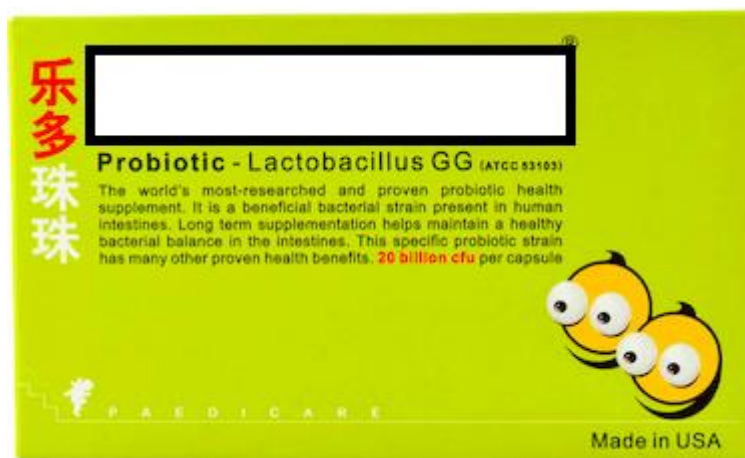 乐多珠珠
®
Probiotic - Lactobacillus GG (ATCC 53103)
The world's most-researched and proven probiotic health
supplement. It is a beneficial bacterial strain present in human
intestines. Long term supplementation helps maintain a healthy
bacterial balance in the intestines. This specific probiotic strain
has many other proven health benefits. 20 billion cfu per capsule
PAEDICARE
Made in USA